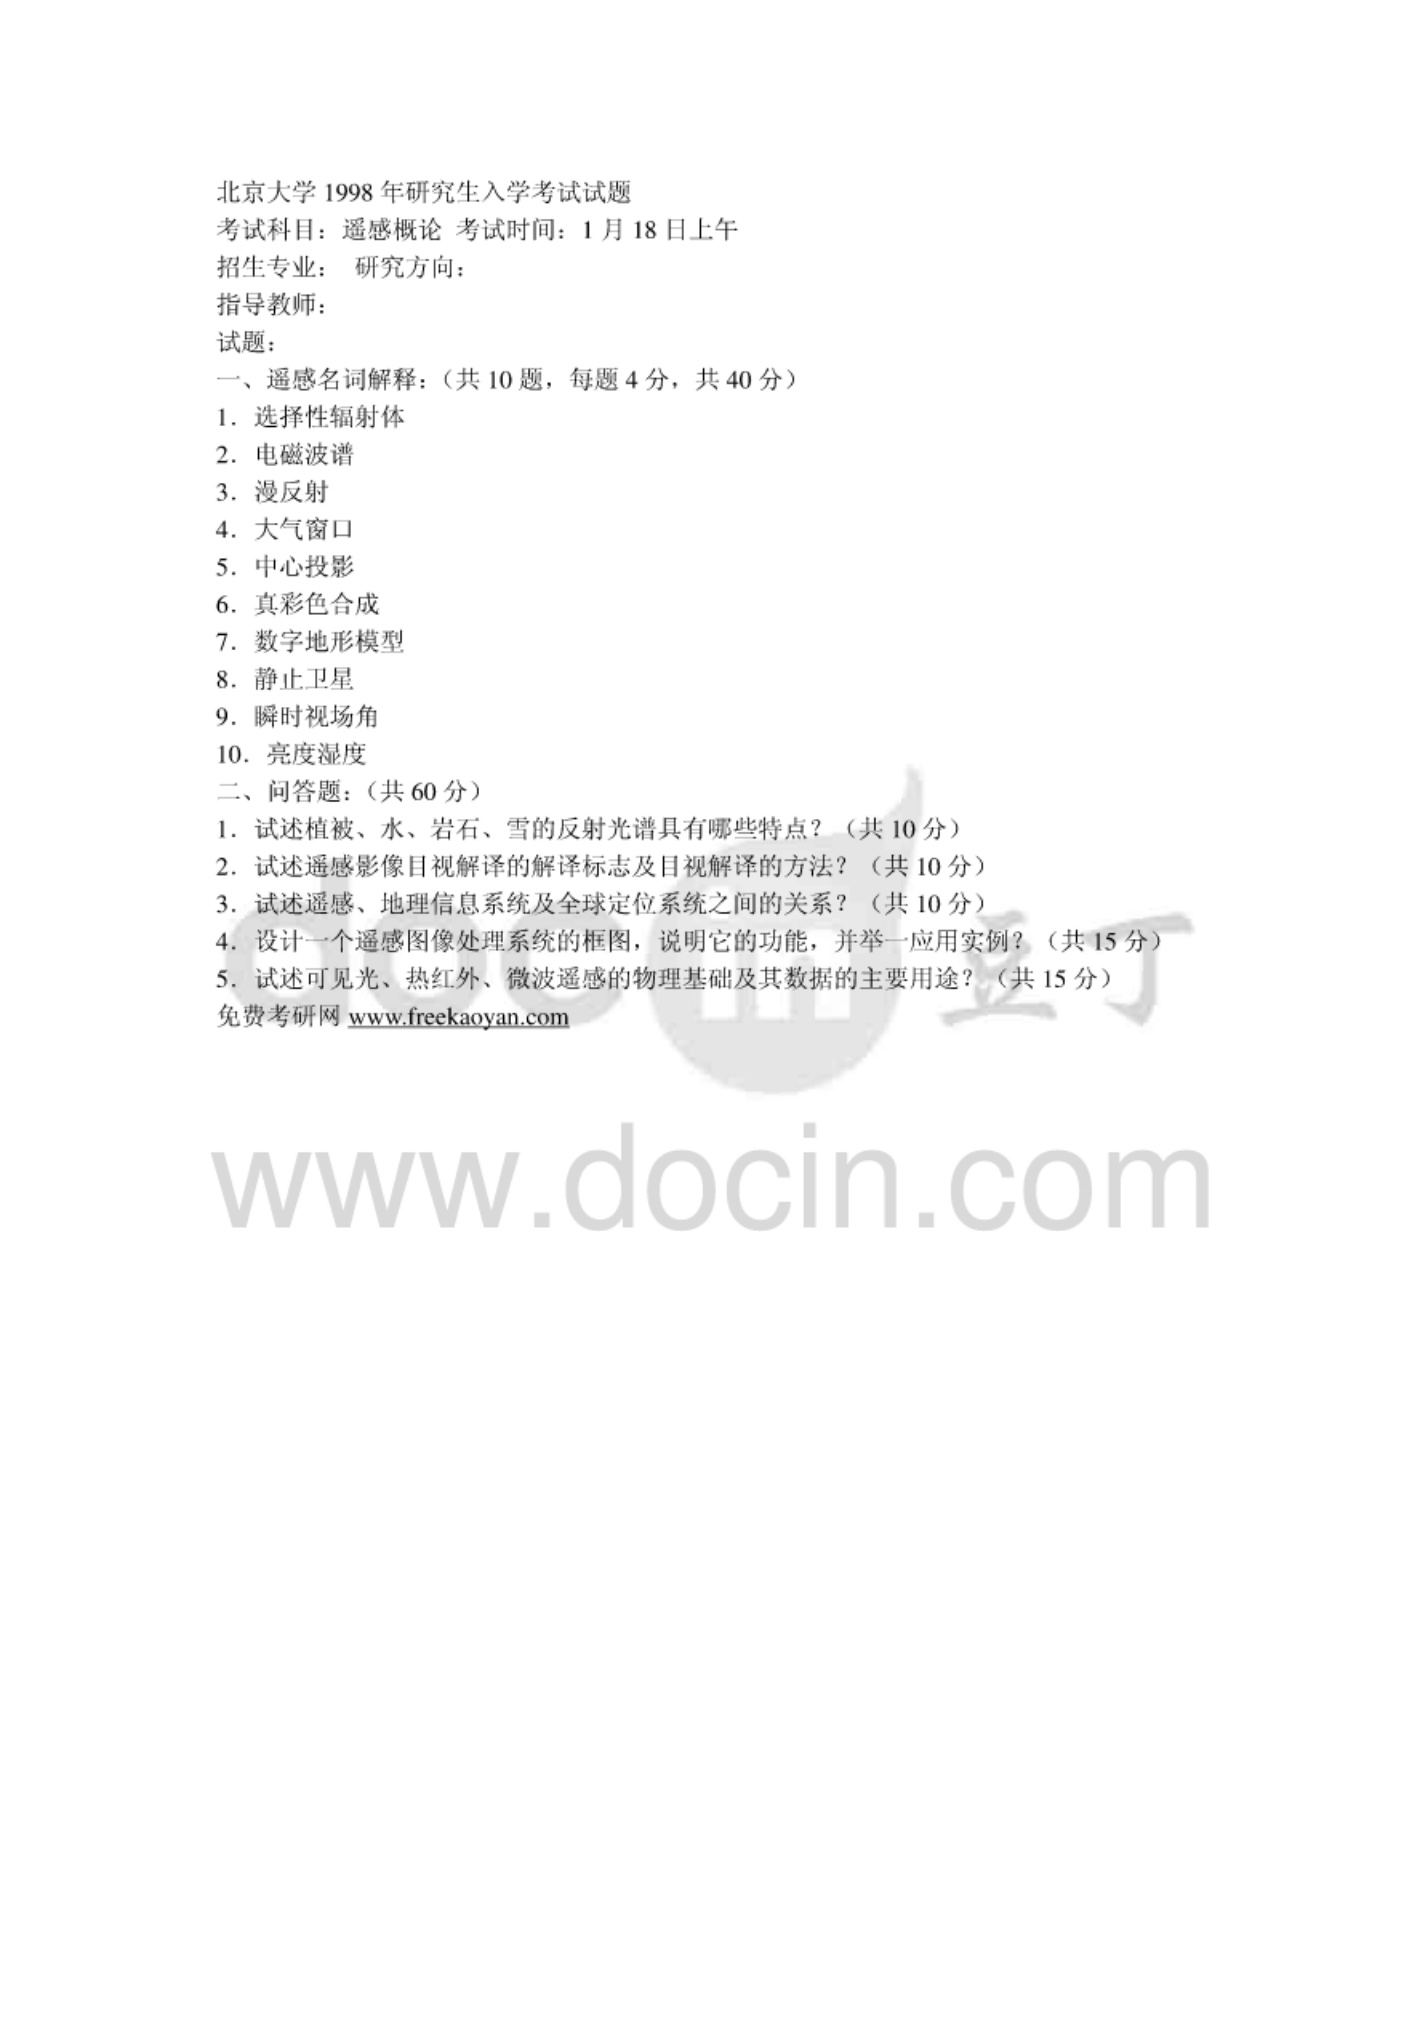 北京大学 1998 年研究生入学考试试题
考试科目：遥感概论 考试时间：1 月 18 日上午
招生专业： 研究方向：
指导教师：
试题：
一、遥感名词解释：（共 10 题，每题 4 分，共 40 分）
1．选择性辐射体
2．电磁波谱
3．漫反射
4．大气窗口
5．中心投影
6．真彩色合成
7．数字地形模型
8．静止卫星
9．瞬时视场角
10．亮度湿度
二、问答题：（共 60 分）
1．试述植被、水、岩石、雪的反射光谱具有哪些特点？（共 10 分）
2．试述遥感影像目视解译的解译标志及目视解译的方法？（共 10 分）
3．试述遥感、地理信息系统及全球定位系统之间的关系？（共 10 分）
4．设计一个遥感图像处理系统的框图，说明它的功能，并举一应用实例？（共 15 分）
5．试述可见光、热红外、微波遥感的物理基础及其数据的主要用途？（共 15 分）
免费考研网 www.freekaoyan.com
docin 豆丁
www.docin.com